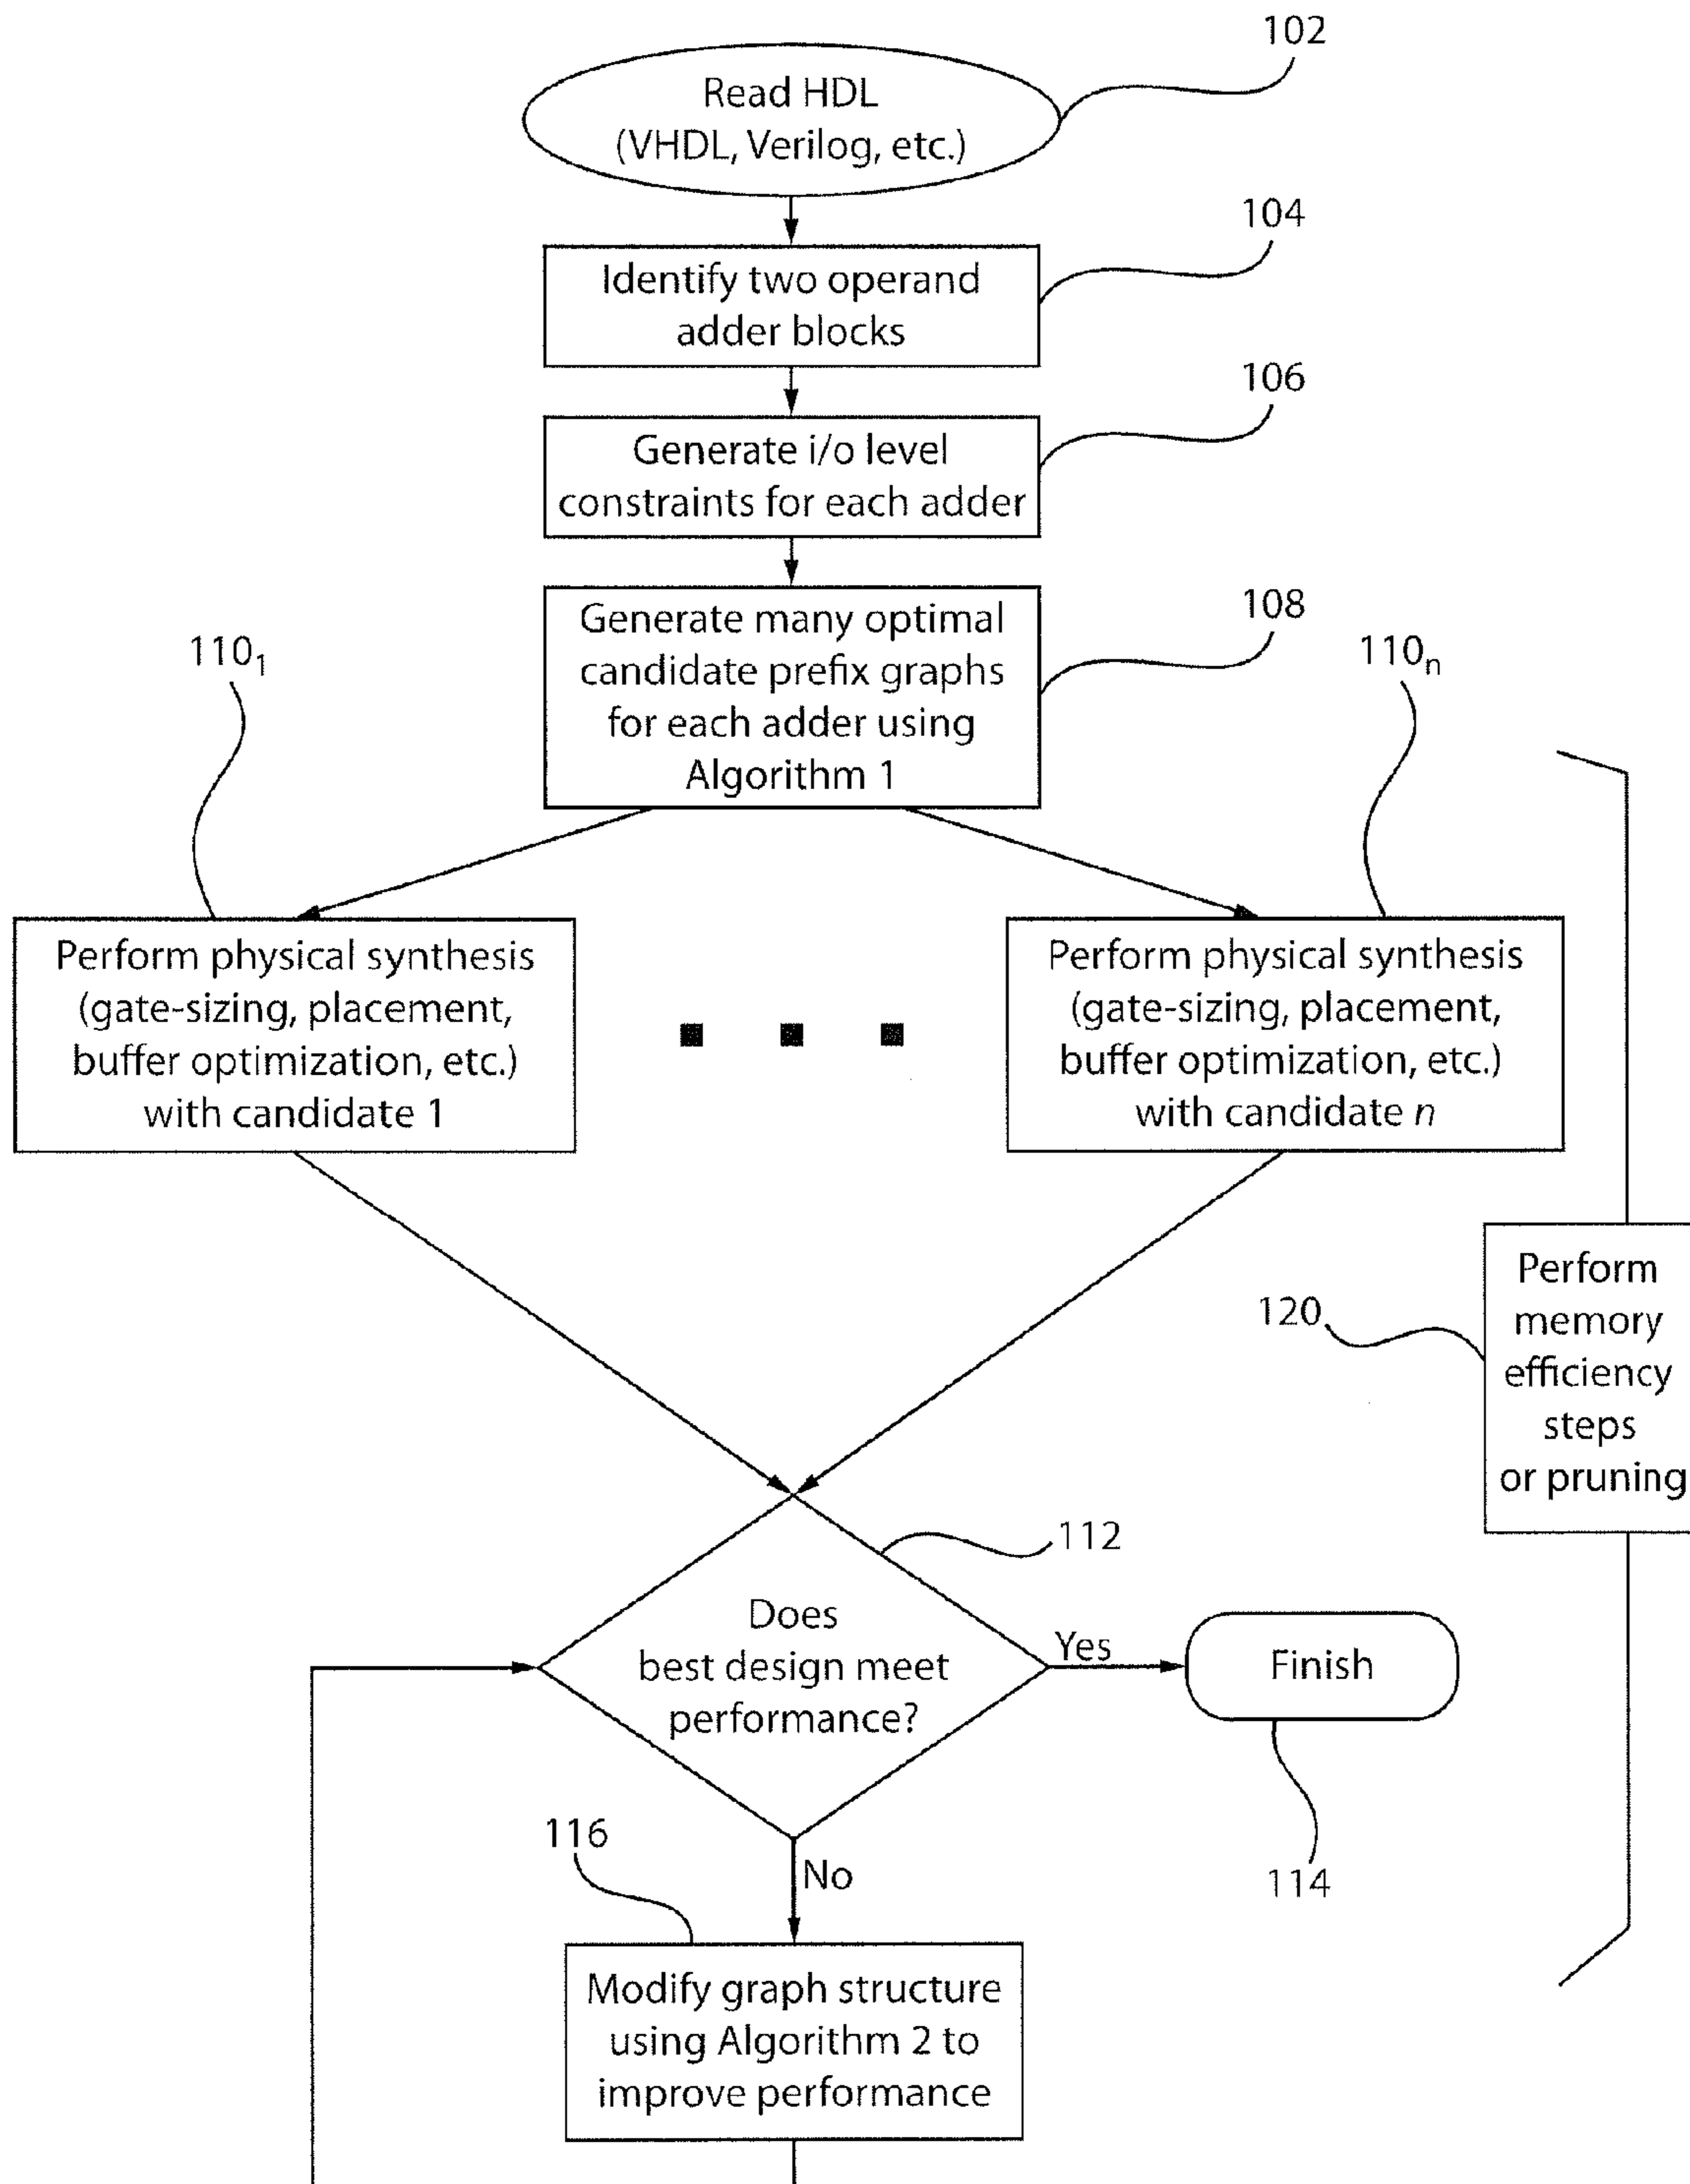 102
Read HDL
(VHDL, Verilog, etc.)
104
Identify two operand
adder blocks
106
Generate i/o level
constraints for each adder
108
Generate many optimal
candidate prefix graphs
for each adder using
Algorithm 1
110₁
110ₙ
Perform physical synthesis
(gate-sizing, placement,
buffer optimization, etc.)
with candidate 1
Perform physical synthesis
(gate-sizing, placement,
buffer optimization, etc.)
with candidate n
120
Perform
memory
efficiency
steps
or pruning
112
Does
best design meet
performance?
Yes
Finish
114
No
116
Modify graph structure
using Algorithm 2 to
improve performance